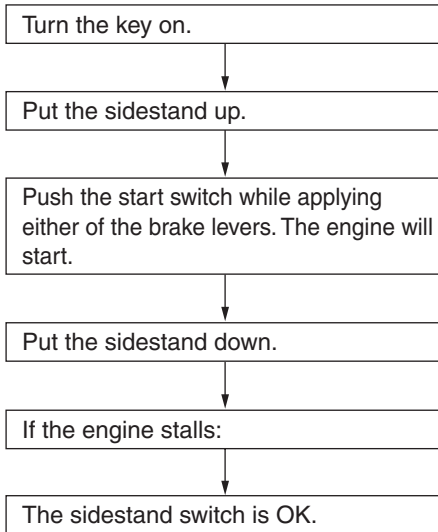 Turn the key on.
Put the sidestand up.
Push the start switch while applying
either of the brake levers. The engine will
start.
Put the sidestand down.
If the engine stalls:
The sidestand switch is OK.